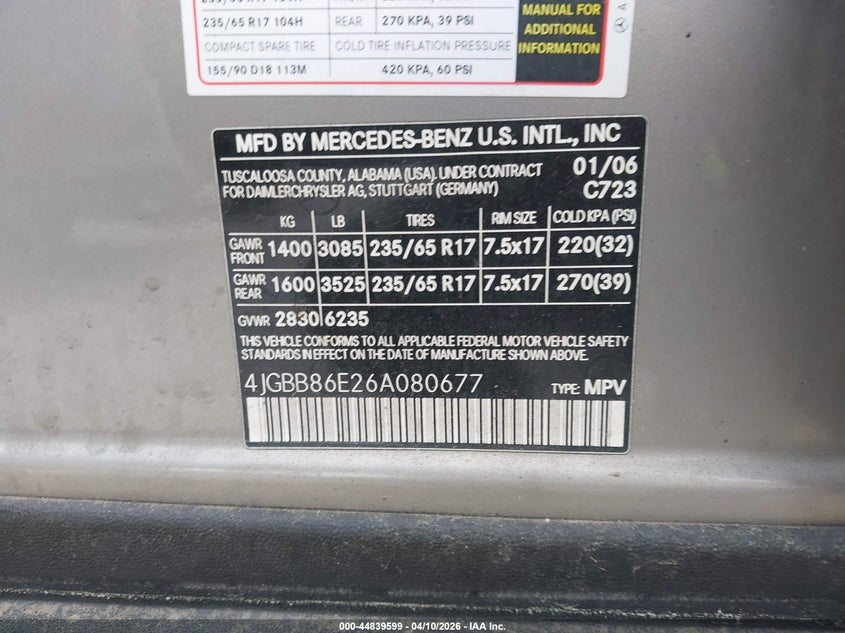 235/65 R17 104H
REAR
270 KPA, 39 PSI
MANUAL FOR
ADDITIONAL
INFORMATION
COMPACT SPARE TIRE
COLD TIRE INFLATION PRESSURE
155/90 D18 113M
420 KPA, 60 PSI
MFD BY MERCEDES-BENZ U.S. INTL., INC
TUSCALOOSA COUNTY, ALABAMA (USA). UNDER CONTRACT 01/06
FOR DAIMLERCHRYSLER AG, STUTTGART (GERMANY) C723
KG LB TIRES RIM SIZE COLD KPA (PSI)
GAWR FRONT 1400 3085 235/65 R17 7.5x17 220(32)
GAWR REAR 1600 3525 235/65 R17 7.5x17 270(39)
GVWR 2830 6235
THIS VEHICLE CONFORMS TO ALL APPLICABLE FEDERAL MOTOR VEHICLE SAFETY
STANDARDS IN EFFECT ON THE DATE OF MANUFACTURE SHOWN ABOVE.
4JGBB86E26A080677 TYPE: MPV
000-44839599 - 04/10/2026 - IAA Inc.